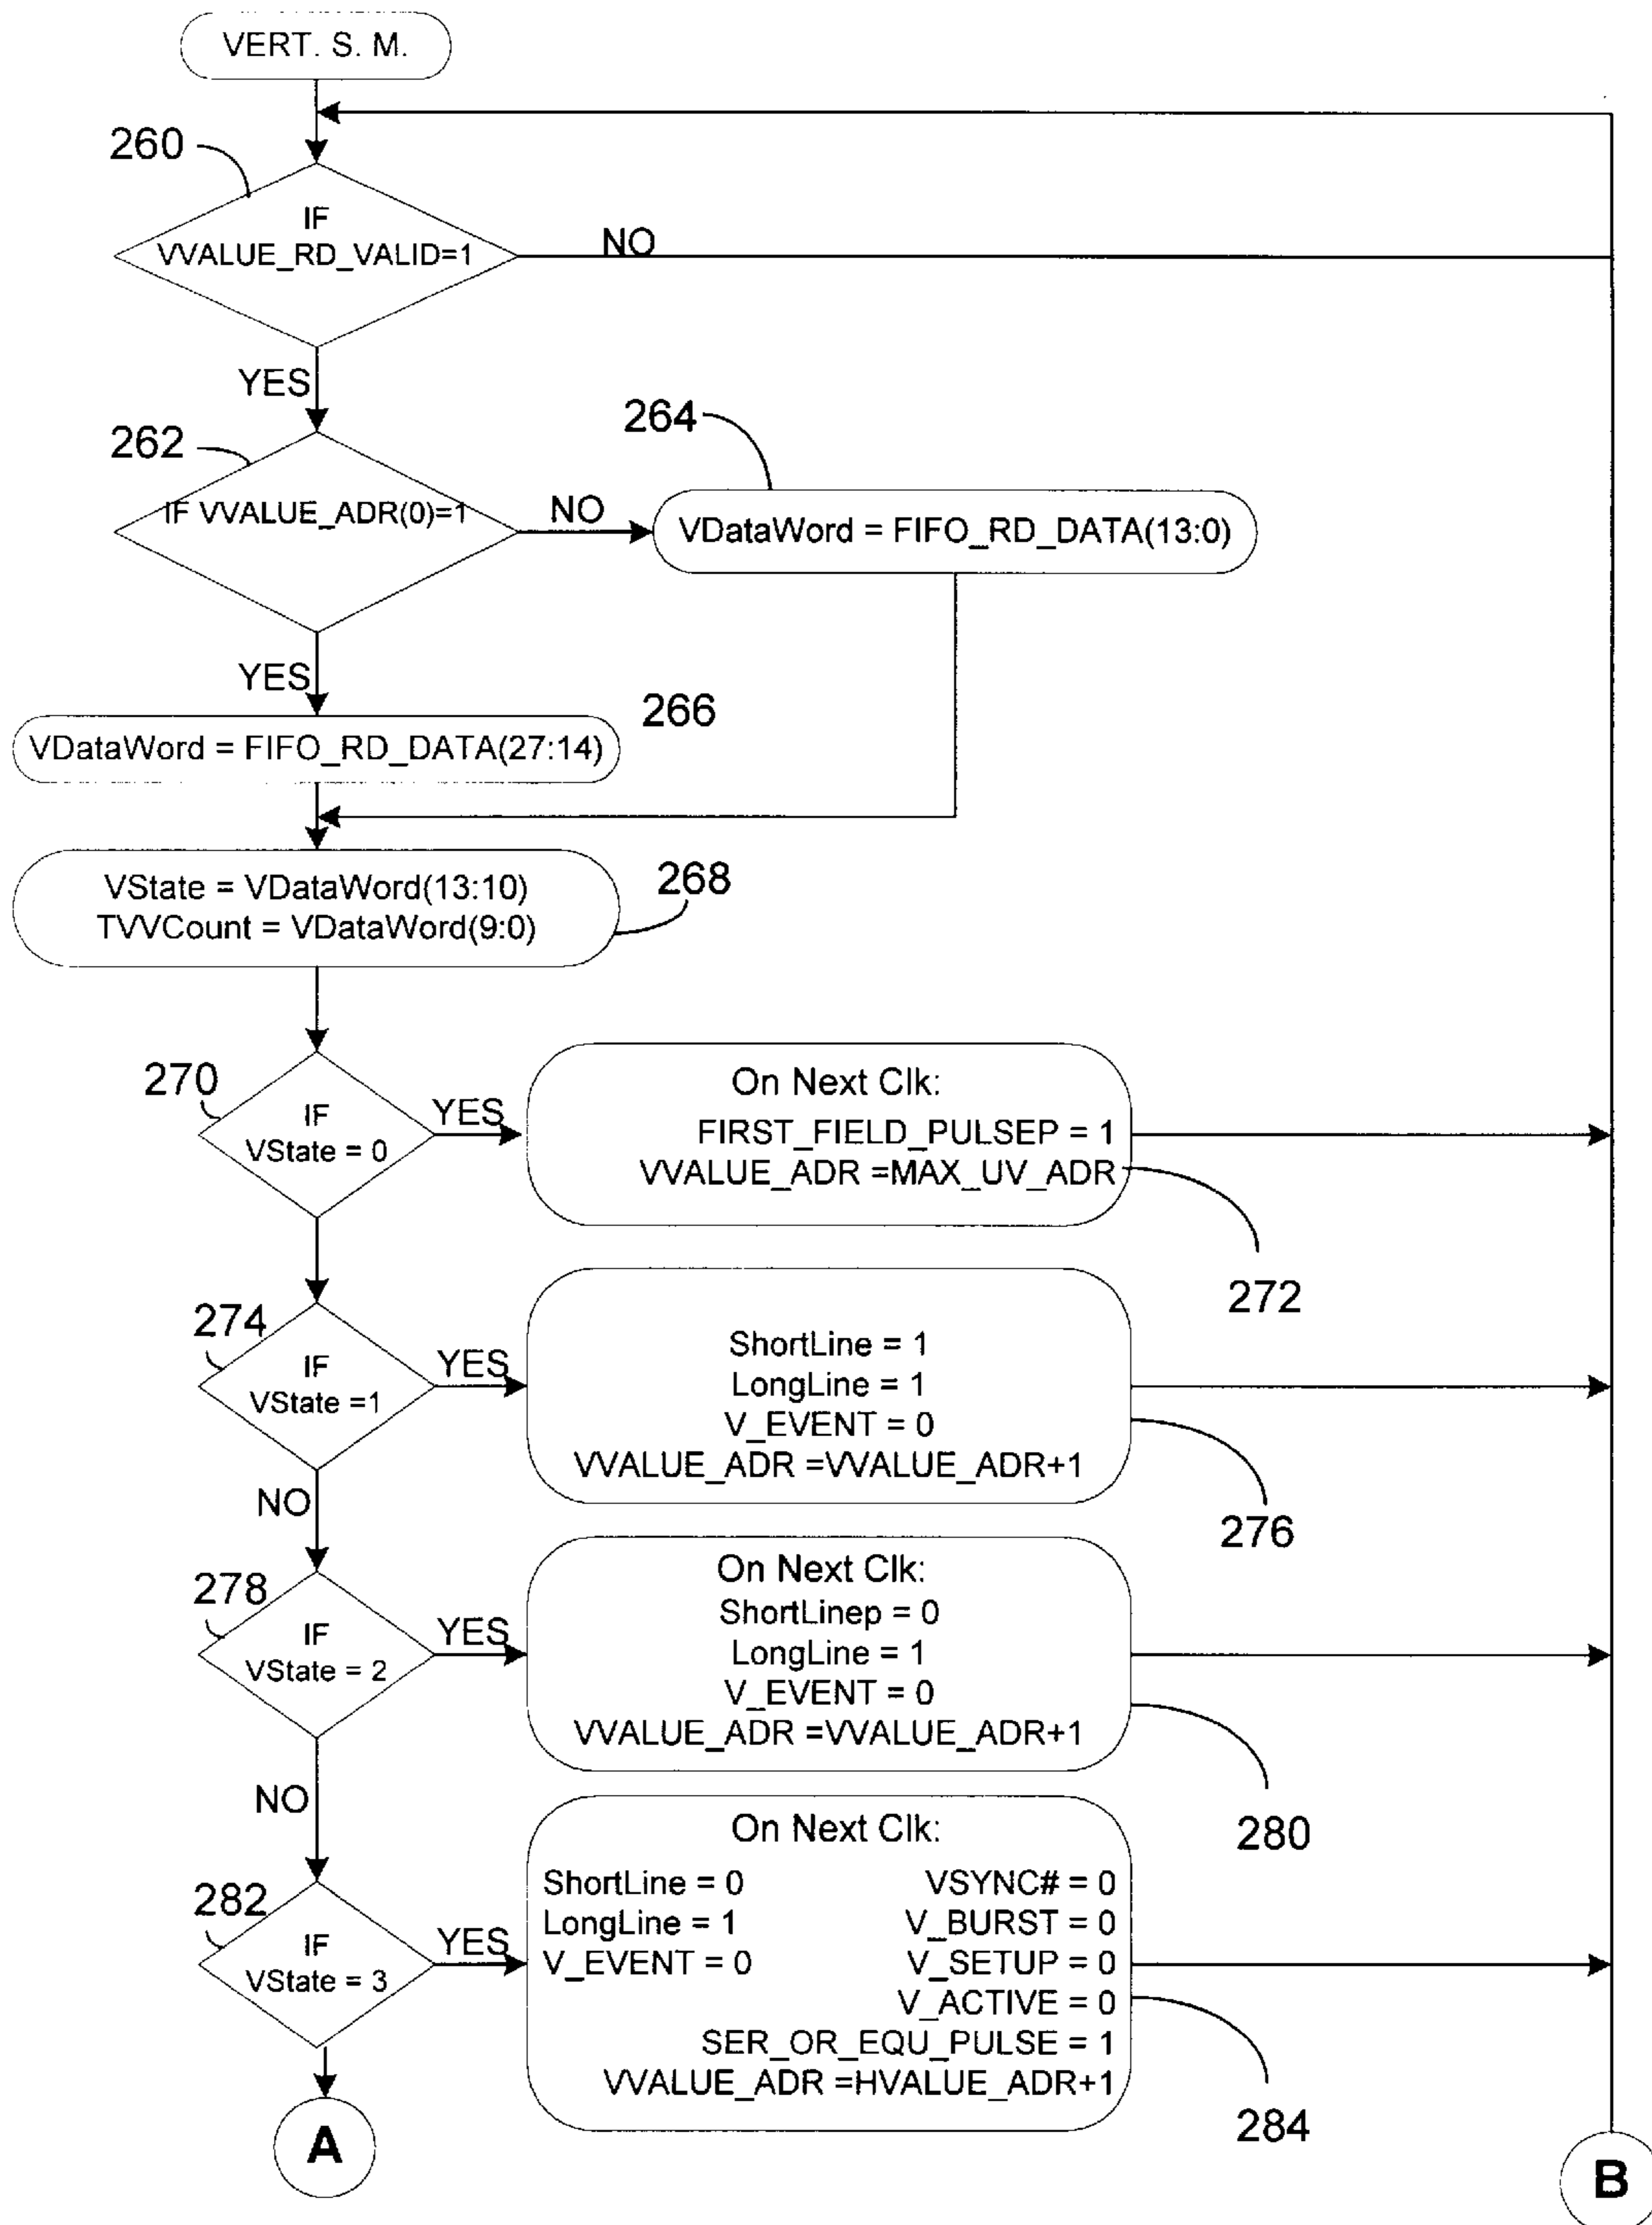 VERT. S. M.
260
IF
VVALUE_RD_VALID=1
NO
YES
262
IF VVALUE_ADR(0)=1
NO
264
VDataWord = FIFO_RD_DATA(13:0)
YES
266
VDataWord = FIFO_RD_DATA(27:14)
VState = VDataWord(13:10)
TVVCount = VDataWord(9:0)
268
270
IF
VState = 0
YES
On Next Clk:
FIRST_FIELD_PULSEP = 1
VVALUE_ADR =MAX_UV_ADR
272
274
IF
VState =1
YES
ShortLine = 1
LongLine = 1
V_EVENT = 0
VVALUE_ADR =VVALUE_ADR+1
276
NO
278
IF
VState = 2
YES
On Next Clk:
ShortLinep = 0
LongLine = 1
V_EVENT = 0
VVALUE_ADR =VVALUE_ADR+1
280
NO
282
IF
VState = 3
YES
On Next Clk:
ShortLine = 0
LongLine = 1
V_EVENT = 0
VSYNC# = 0
V_BURST = 0
V_SETUP = 0
V_ACTIVE = 0
SER_OR_EQU_PULSE = 1
VVALUE_ADR =HVALUE_ADR+1
284
A
B